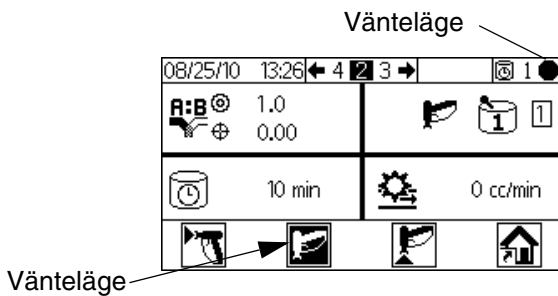 Vänteläge
08/25/10 13:26 4 2 3 1
A:B 1.0 1 1
0.00
10 min 0 cc/min
Vänteläge